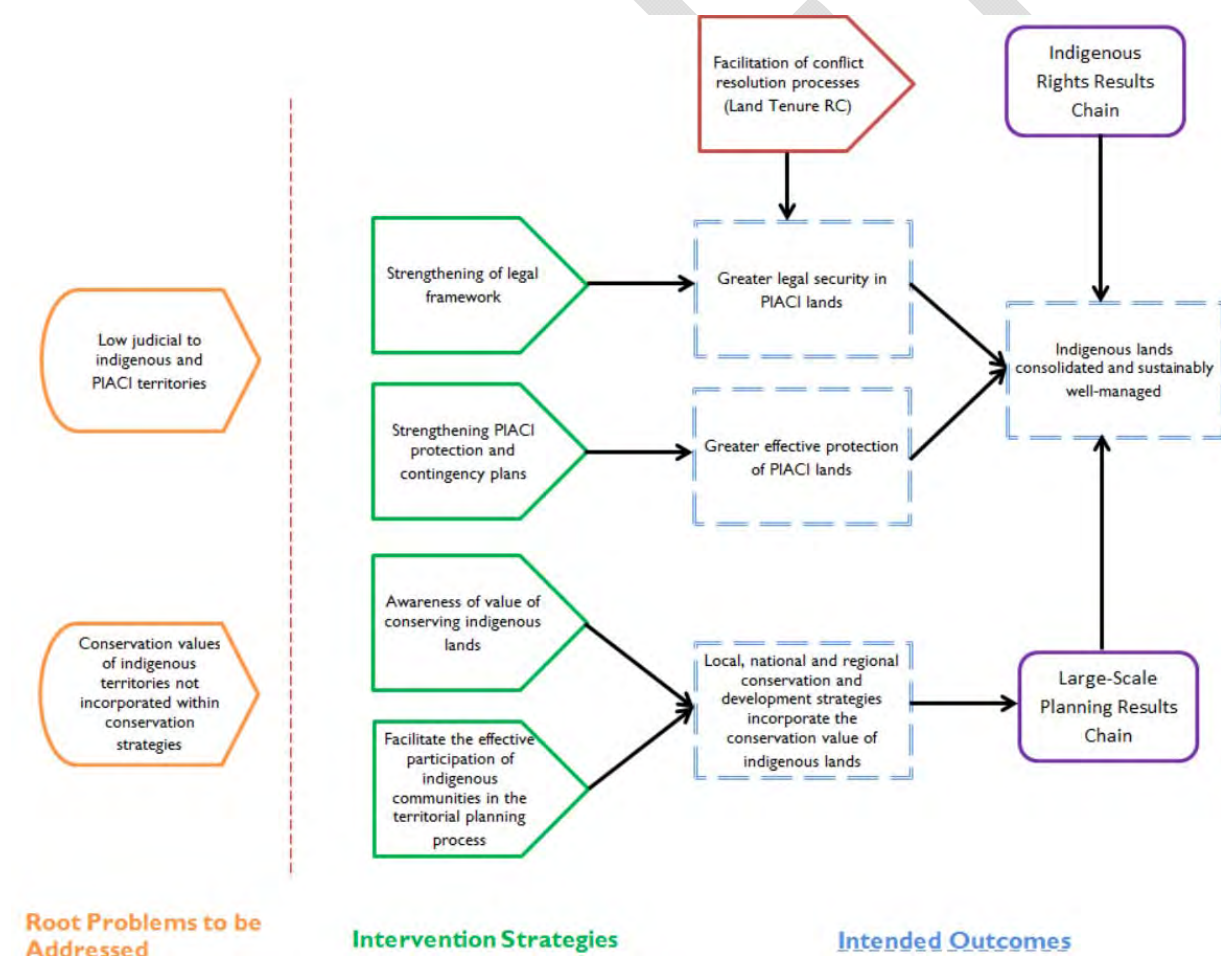 Facilitation of conflict
resolution processes
(Land Tenure RC)
Indigenous
Rights Results
Chain
Strengthening of legal
framework
Greater legal security in
PIACI lands
Low judicial to
indigenous and
PIACI territories
Indigenous lands
consolidated and sustainably
well-managed
Strengthening PIACI
protection and
contingency plans
Greater effective protection
of PIACI lands
Awareness of value of
conserving indigenous
lands
Conservation values
of indigenous
territories not
incorporated within
conservation
strategies
Local, national and regional
conservation and
development strategies
incorporate the
conservation value of
indigenous lands
Large-Scale
Planning Results
Chain
Facilitate the effective
participation of
indigenous
communities in the
territorial planning
process
Root Problems to be
Addressed
Intervention Strategies
Intended Outcomes